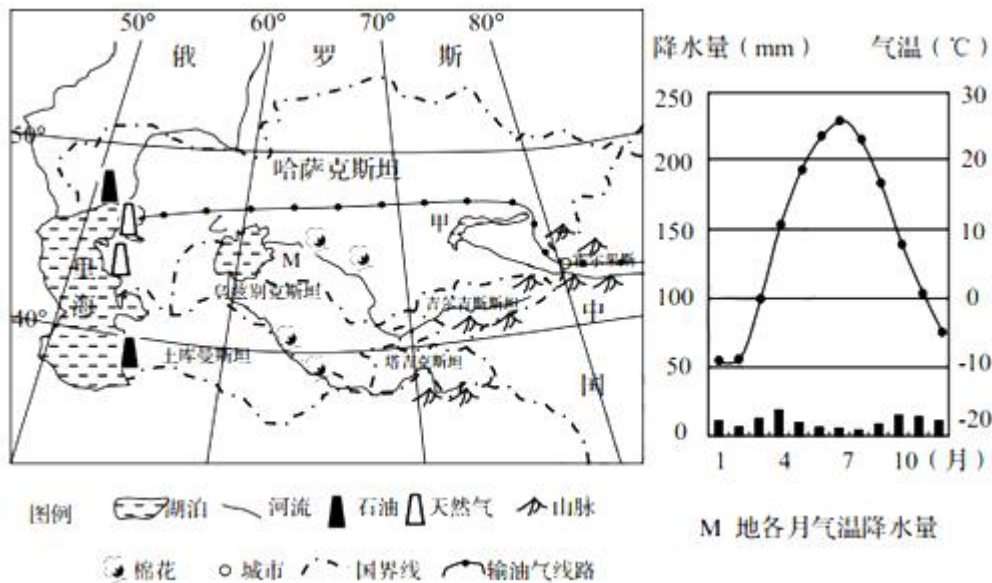 50° 60° 70° 80°
俄 罗 斯
50°
哈萨克斯坦
甲
霍尔果斯
里
海
M
乌兹别克斯坦
吉尔吉斯斯坦
中
40°
土库曼斯坦
塔吉克斯坦
国
降水量（mm） 气温（℃）
250 30
200 20
150 10
100 0
50 -10
0 -20
1 4 7 10（月）
M 地各月气温降水量
图例 湖泊 河流 石油 天然气 山脉
棉花 城市 国界线 输油气线路